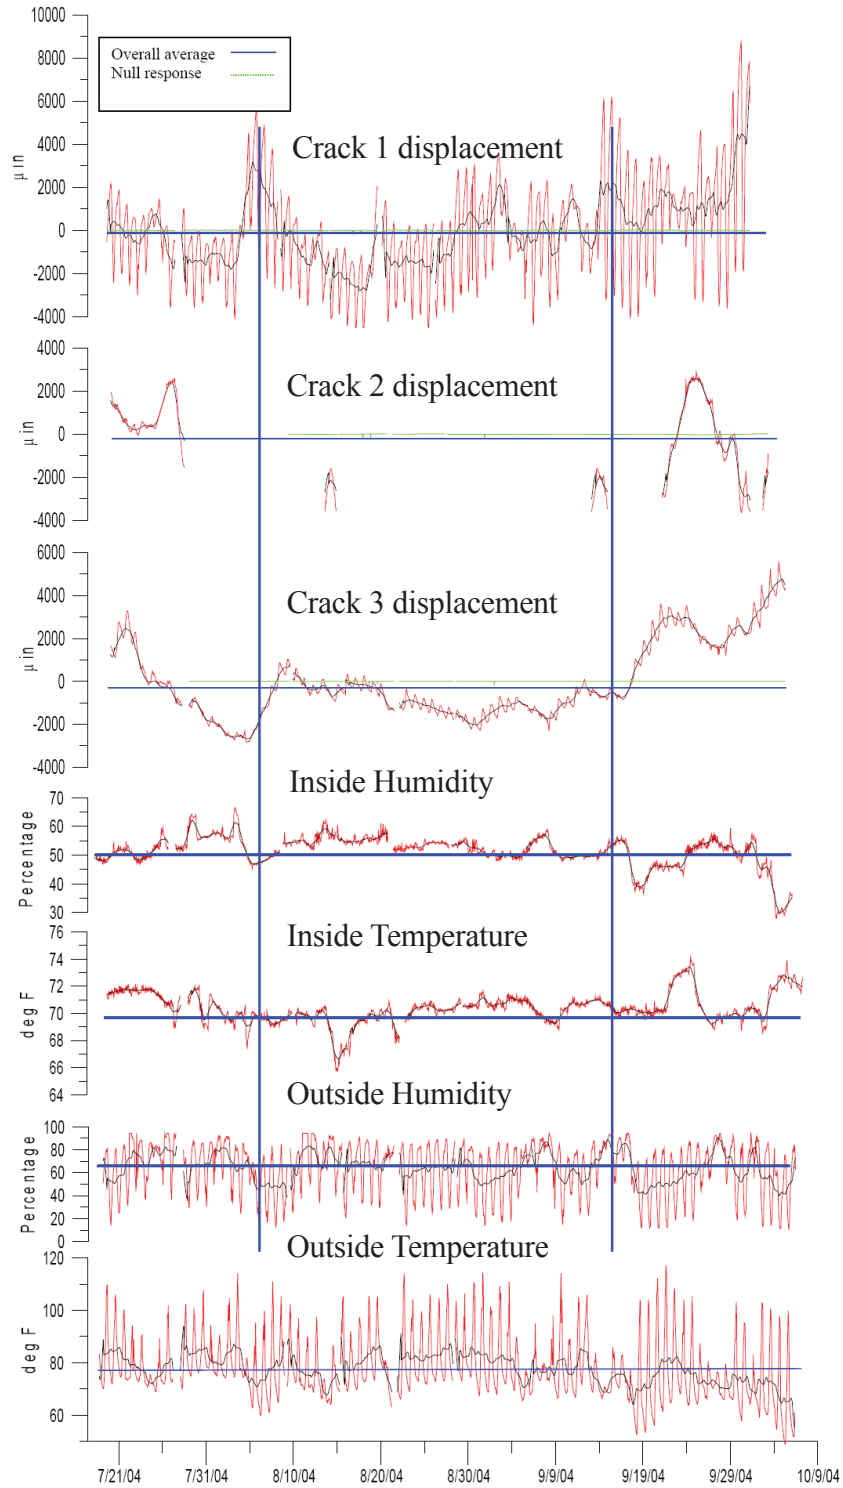 10000
8000
6000
4000
2000
0
-2000
-4000
μ in
Overall average
Null response
Crack 1 displacement
4000
2000
0
-2000
-4000
μ in
Crack 2 displacement
6000
4000
2000
0
-2000
-4000
μ in
Crack 3 displacement
Inside Humidity
70
60
50
40
30
Percentage
Inside Temperature
76
74
72
70
68
66
64
deg F
Outside Humidity
100
80
60
40
20
0
Percentage
Outside Temperature
120
100
80
60
deg F
7/21/04 7/31/04 8/10/04 8/20/04 8/30/04 9/9/04 9/19/04 9/29/04 10/9/04